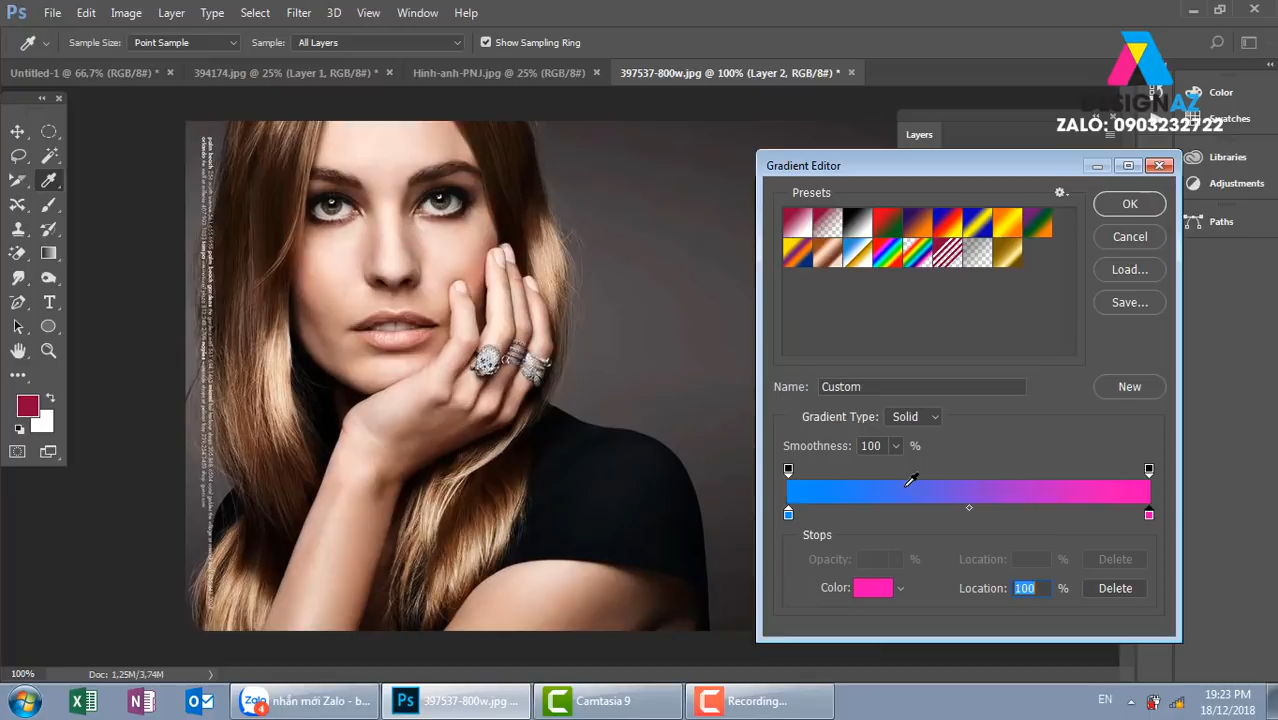 Ps File Edit Image Layer Type Select Filter 3D View Window Help
Sample Size: Point Sample Sample: All Layers Show Sampling Ring
Untitled-1 @ 66,7% (RGB/8#) * 394174.jpg @ 25% (Layer 1, RGB/8#) * Hinh-anh-PNJ.jpg @ 25% (RGB/8#) * 397537-800w.jpg @ 100% (Layer 2, RGB/8#) *
DESIGNAZ
ZALO: 0903232722
Color
Swatches
Libraries
Adjustments
Paths
Layers
Gradient Editor
Presets
OK
Cancel
Load...
Save...
Name: Custom
New
Gradient Type: Solid
Smoothness: 100 %
Stops
Opacity: % Location: % Delete
Color: Location: 100 % Delete
100% Doc: 1,25M/3,74M
Zalo 4 nhắn mới Zalo - b...
Ps 397537-800w.jpg ...
C Camtasia 9
C Recording...
EN
19:23 PM
18/12/2018